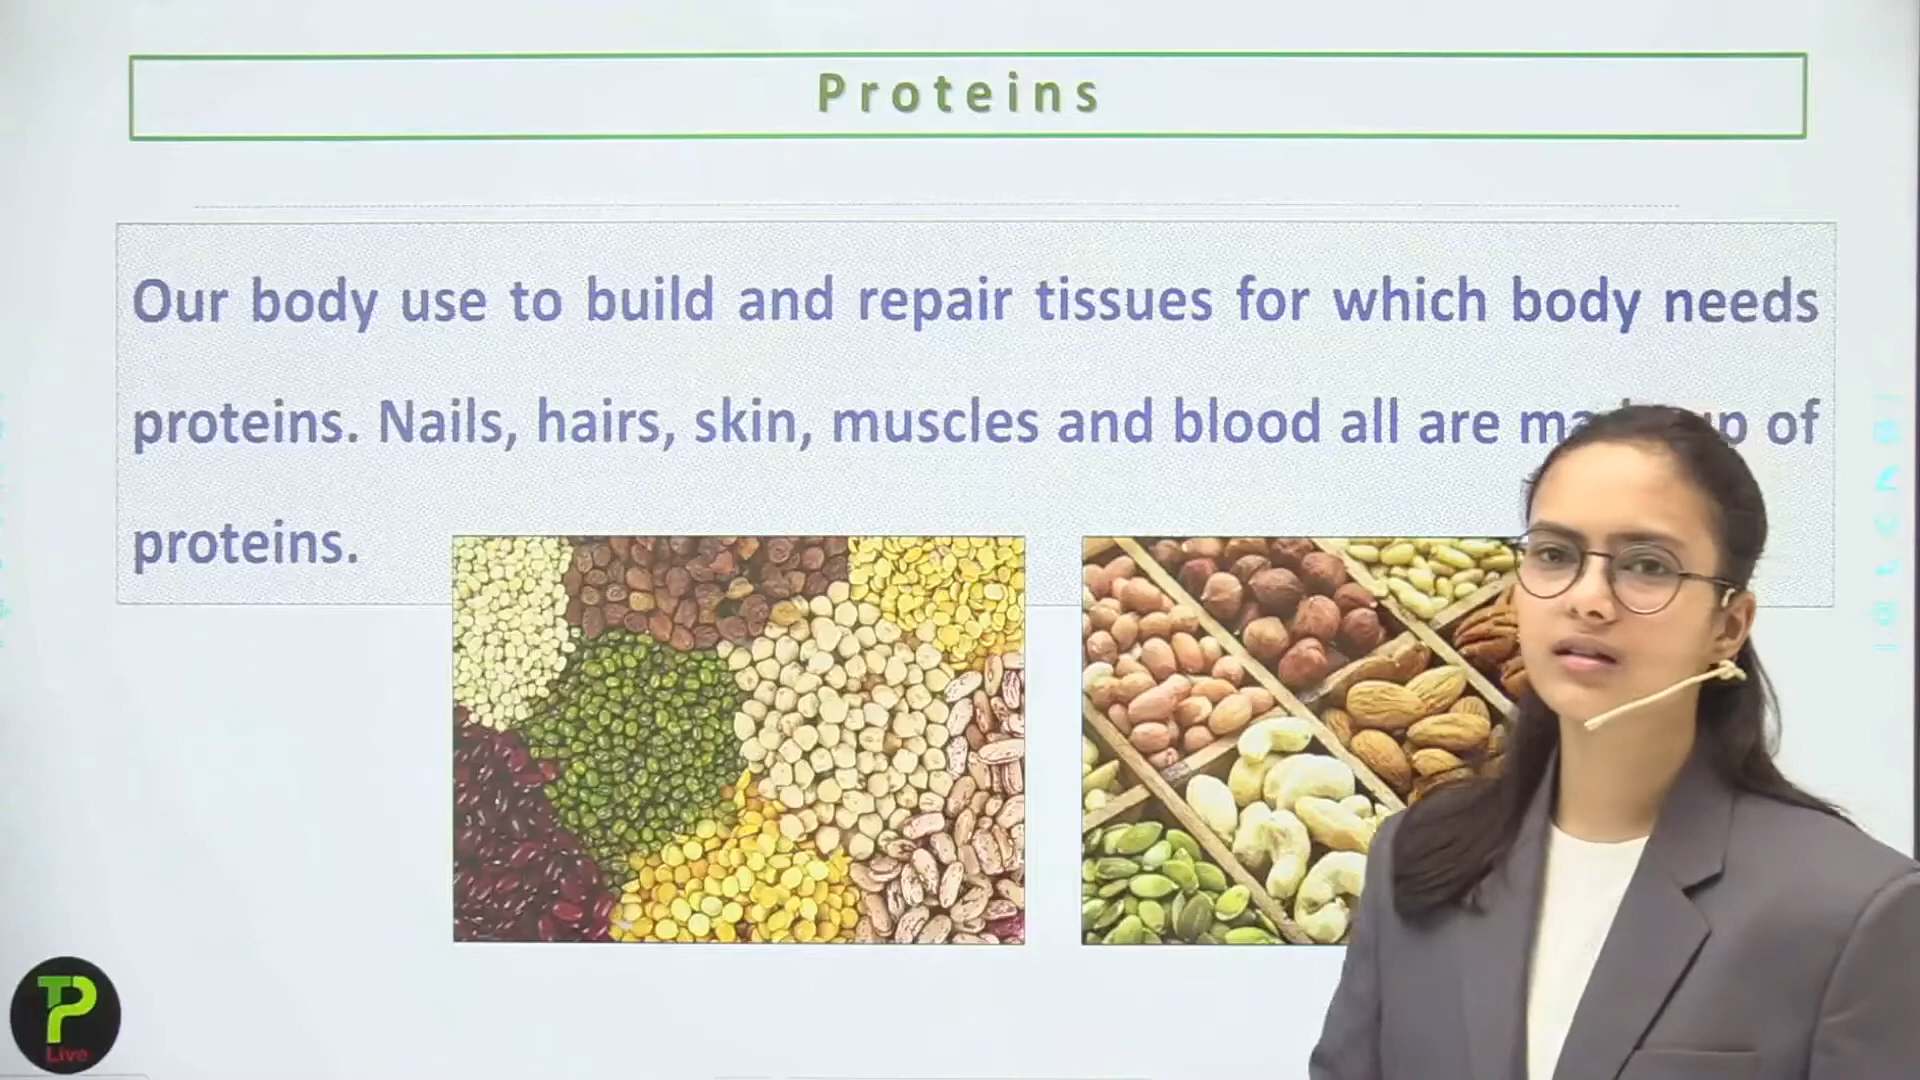 Proteins
Our body use to build and repair tissues for which body needs
proteins. Nails, hairs, skin, muscles and blood all are of
proteins.
TP
Live